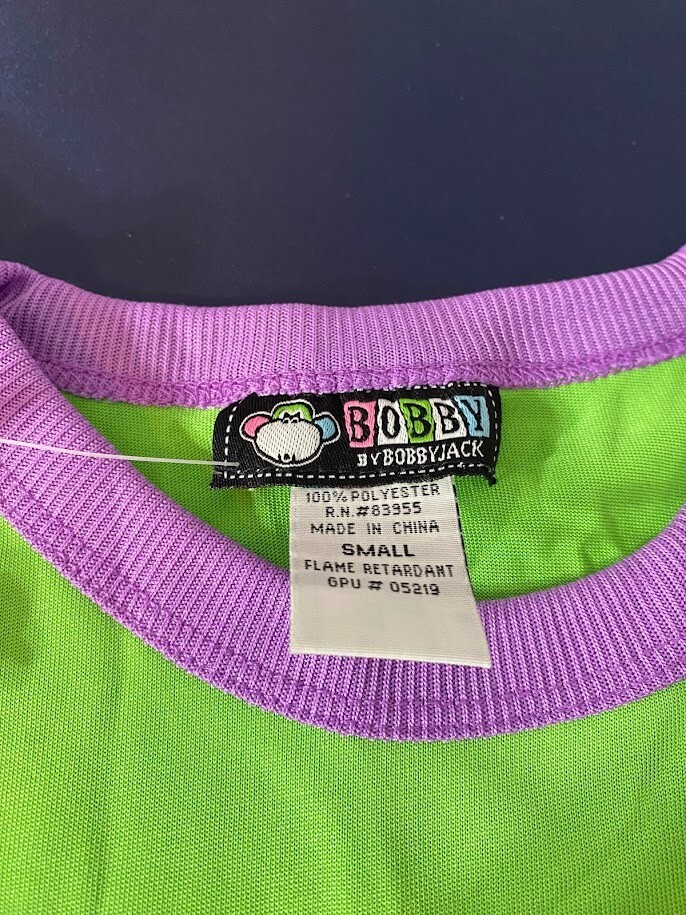 BOBBY
BY BOBBYJACK
100% POLYESTER
R.N.#83955
MADE IN CHINA
SMALL
FLAME RETARDANT
GPU # 05219